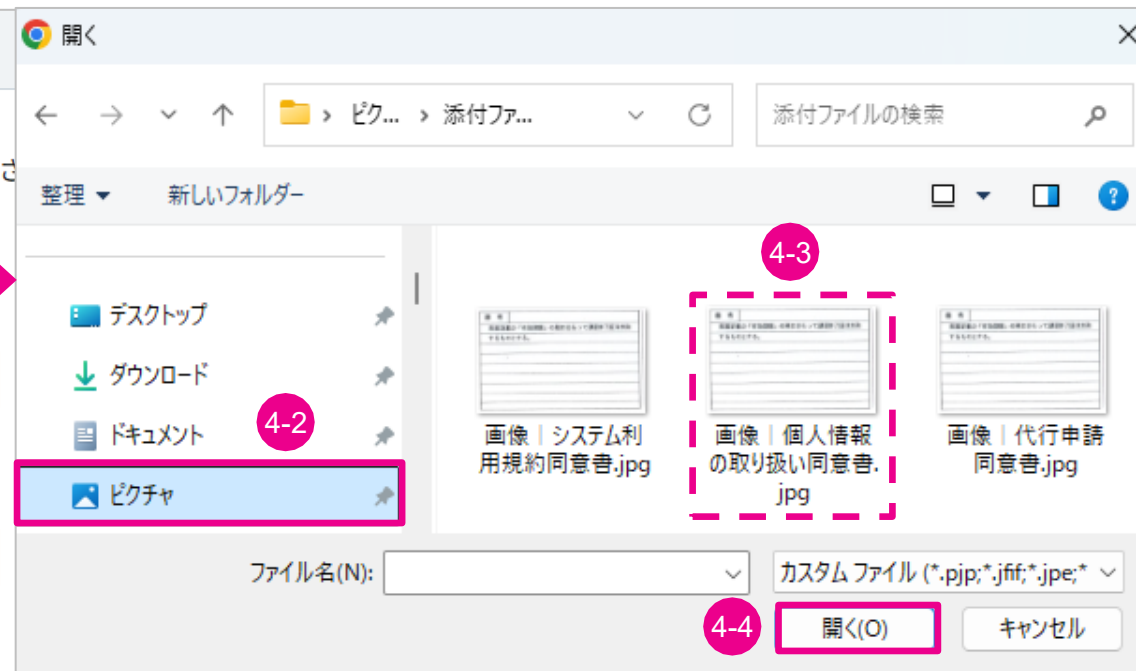 開く
ピク... 添付ファ...
添付ファイルの検索
さ
整理
新しいフォルダー
?
4-3
デスクトップ
ダウンロード
4-2
ドキュメント
ピクチャ
画像｜システム利
用規約同意書.jpg
画像｜個人情報
の取り扱い同意書.
jpg
画像｜代行申請
同意書.jpg
ファイル名(N):
カスタム ファイル (*.pjp;*.jfif;*.jpe;*
4-4
開く(O)
キャンセル